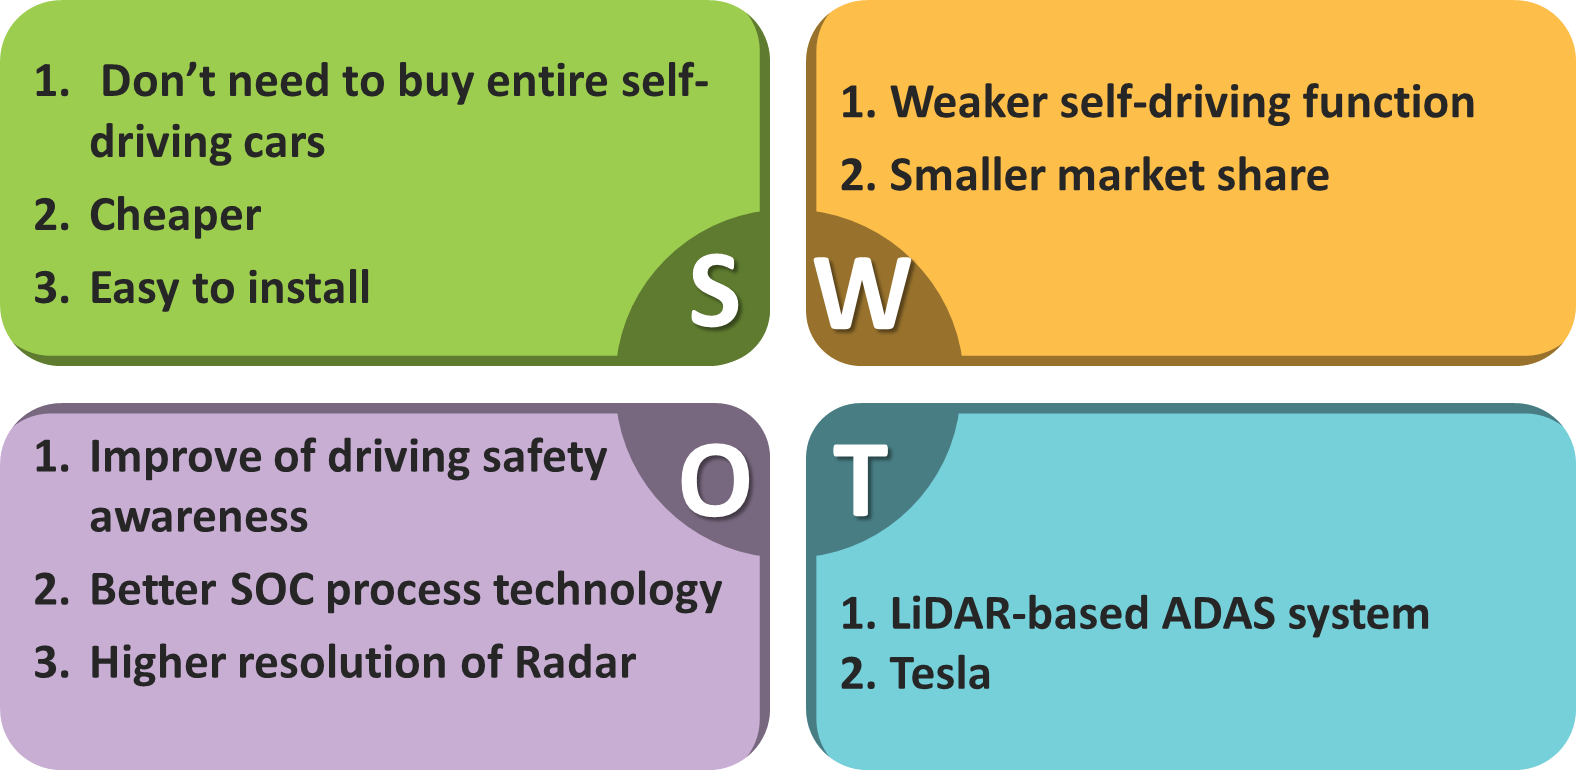 1. Don’t need to buy entire self-
driving cars
2. Cheaper
3. Easy to install
S
1. Weaker self-driving function
2. Smaller market share
W
1. Improve of driving safety
awareness
2. Better SOC process technology
3. Higher resolution of Radar
O
T
1. LiDAR-based ADAS system
2. Tesla